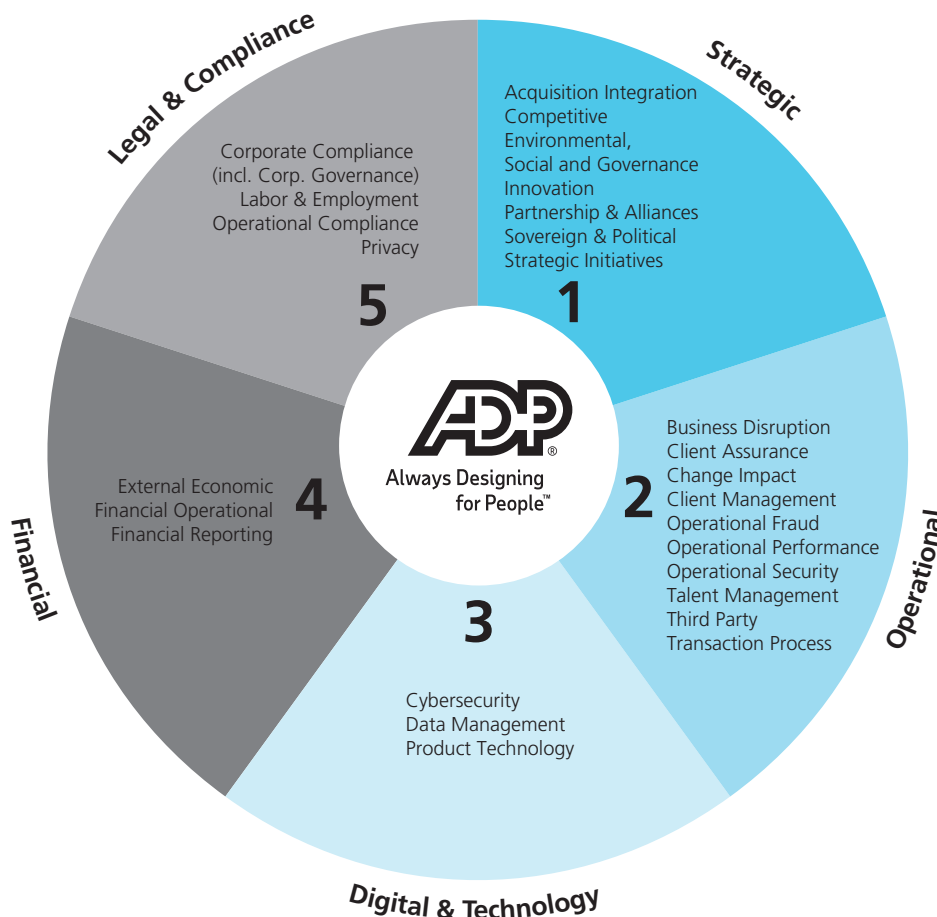 Strategic
Acquisition Integration
Competitive
Environmental,
Social and Governance
Innovation
Partnership & Alliances
Sovereign & Political
Strategic Initiatives
1
Operational
Business Disruption
Client Assurance
Change Impact
Client Management
Operational Fraud
Operational Performance
Operational Security
Talent Management
Third Party
Transaction Process
2
3
Cybersecurity
Data Management
Product Technology
Digital & Technology
Financial
External Economic
Financial Operational
Financial Reporting
4
Legal & Compliance
Corporate Compliance
(incl. Corp. Governance)
Labor & Employment
Operational Compliance
Privacy
5
ADP®
Always Designing
for People™